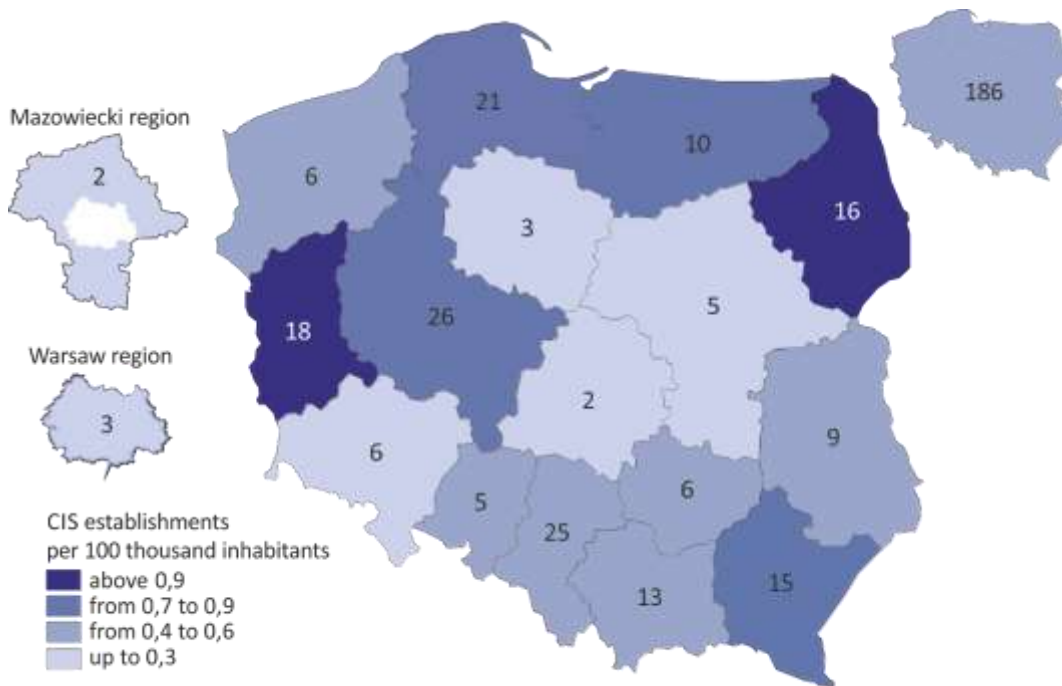 186
21
10
Mazowiecki region
2
6
16
3
5
18
26
Warsaw region
3
2
9
6
5
6
25
CIS establishments
per 100 thousand inhabitants
above 0,9
from 0,7 to 0,9
from 0,4 to 0,6
up to 0,3
13
15